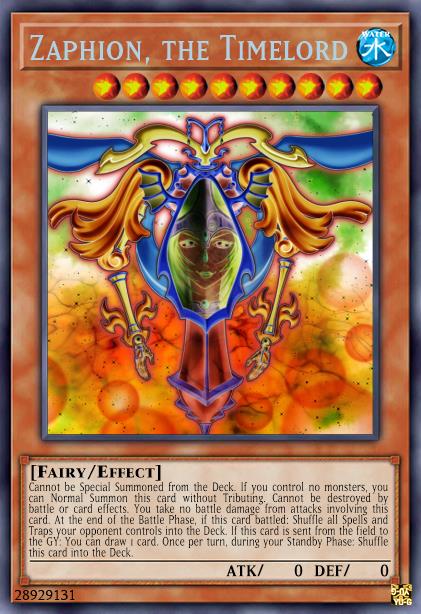 Zaphion, the Timelord
WATER
水
[Fairy/Effect]
Cannot be Special Summoned from the Deck. If you control no monsters, you
can Normal Summon this card without Tributing. Cannot be destroyed by
battle or card effects. You take no damage from attacks involving this
card. At the end of the Battle Phase, if this card battled: Shuffle all Spells and
Traps your opponent controls into the Deck. If this card is sent from the field to
the GY: You can draw 1 card. Once per turn, during your Standby Phase: Shuffle
this card into the Deck.
ATK/ 0 DEF/ 0
28929131